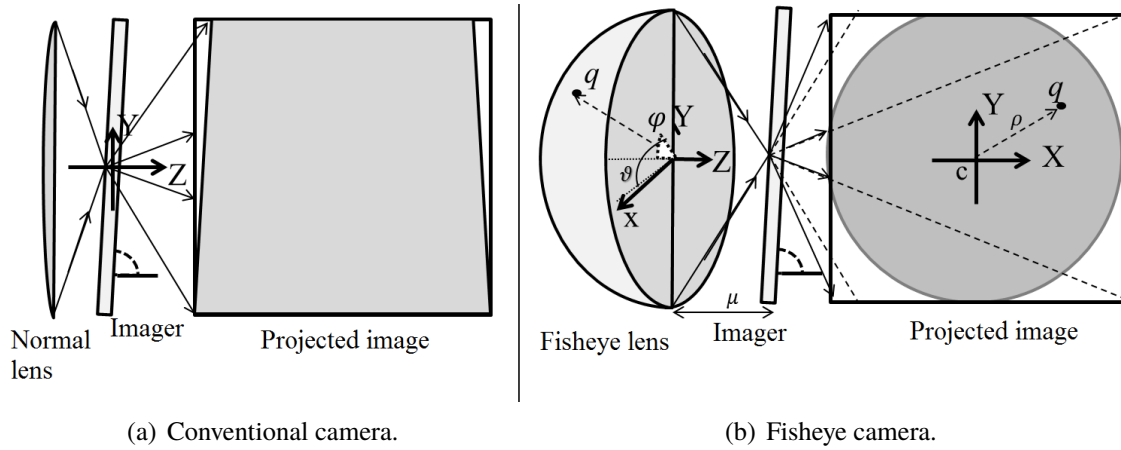 Y
Z
Normal
lens
Imager
Projected image
(a) Conventional camera.
q
φ
Y
Z
ϑ
x
μ
Fisheye lens
Imager
q
Y
ρ
X
c
Projected image
(b) Fisheye camera.